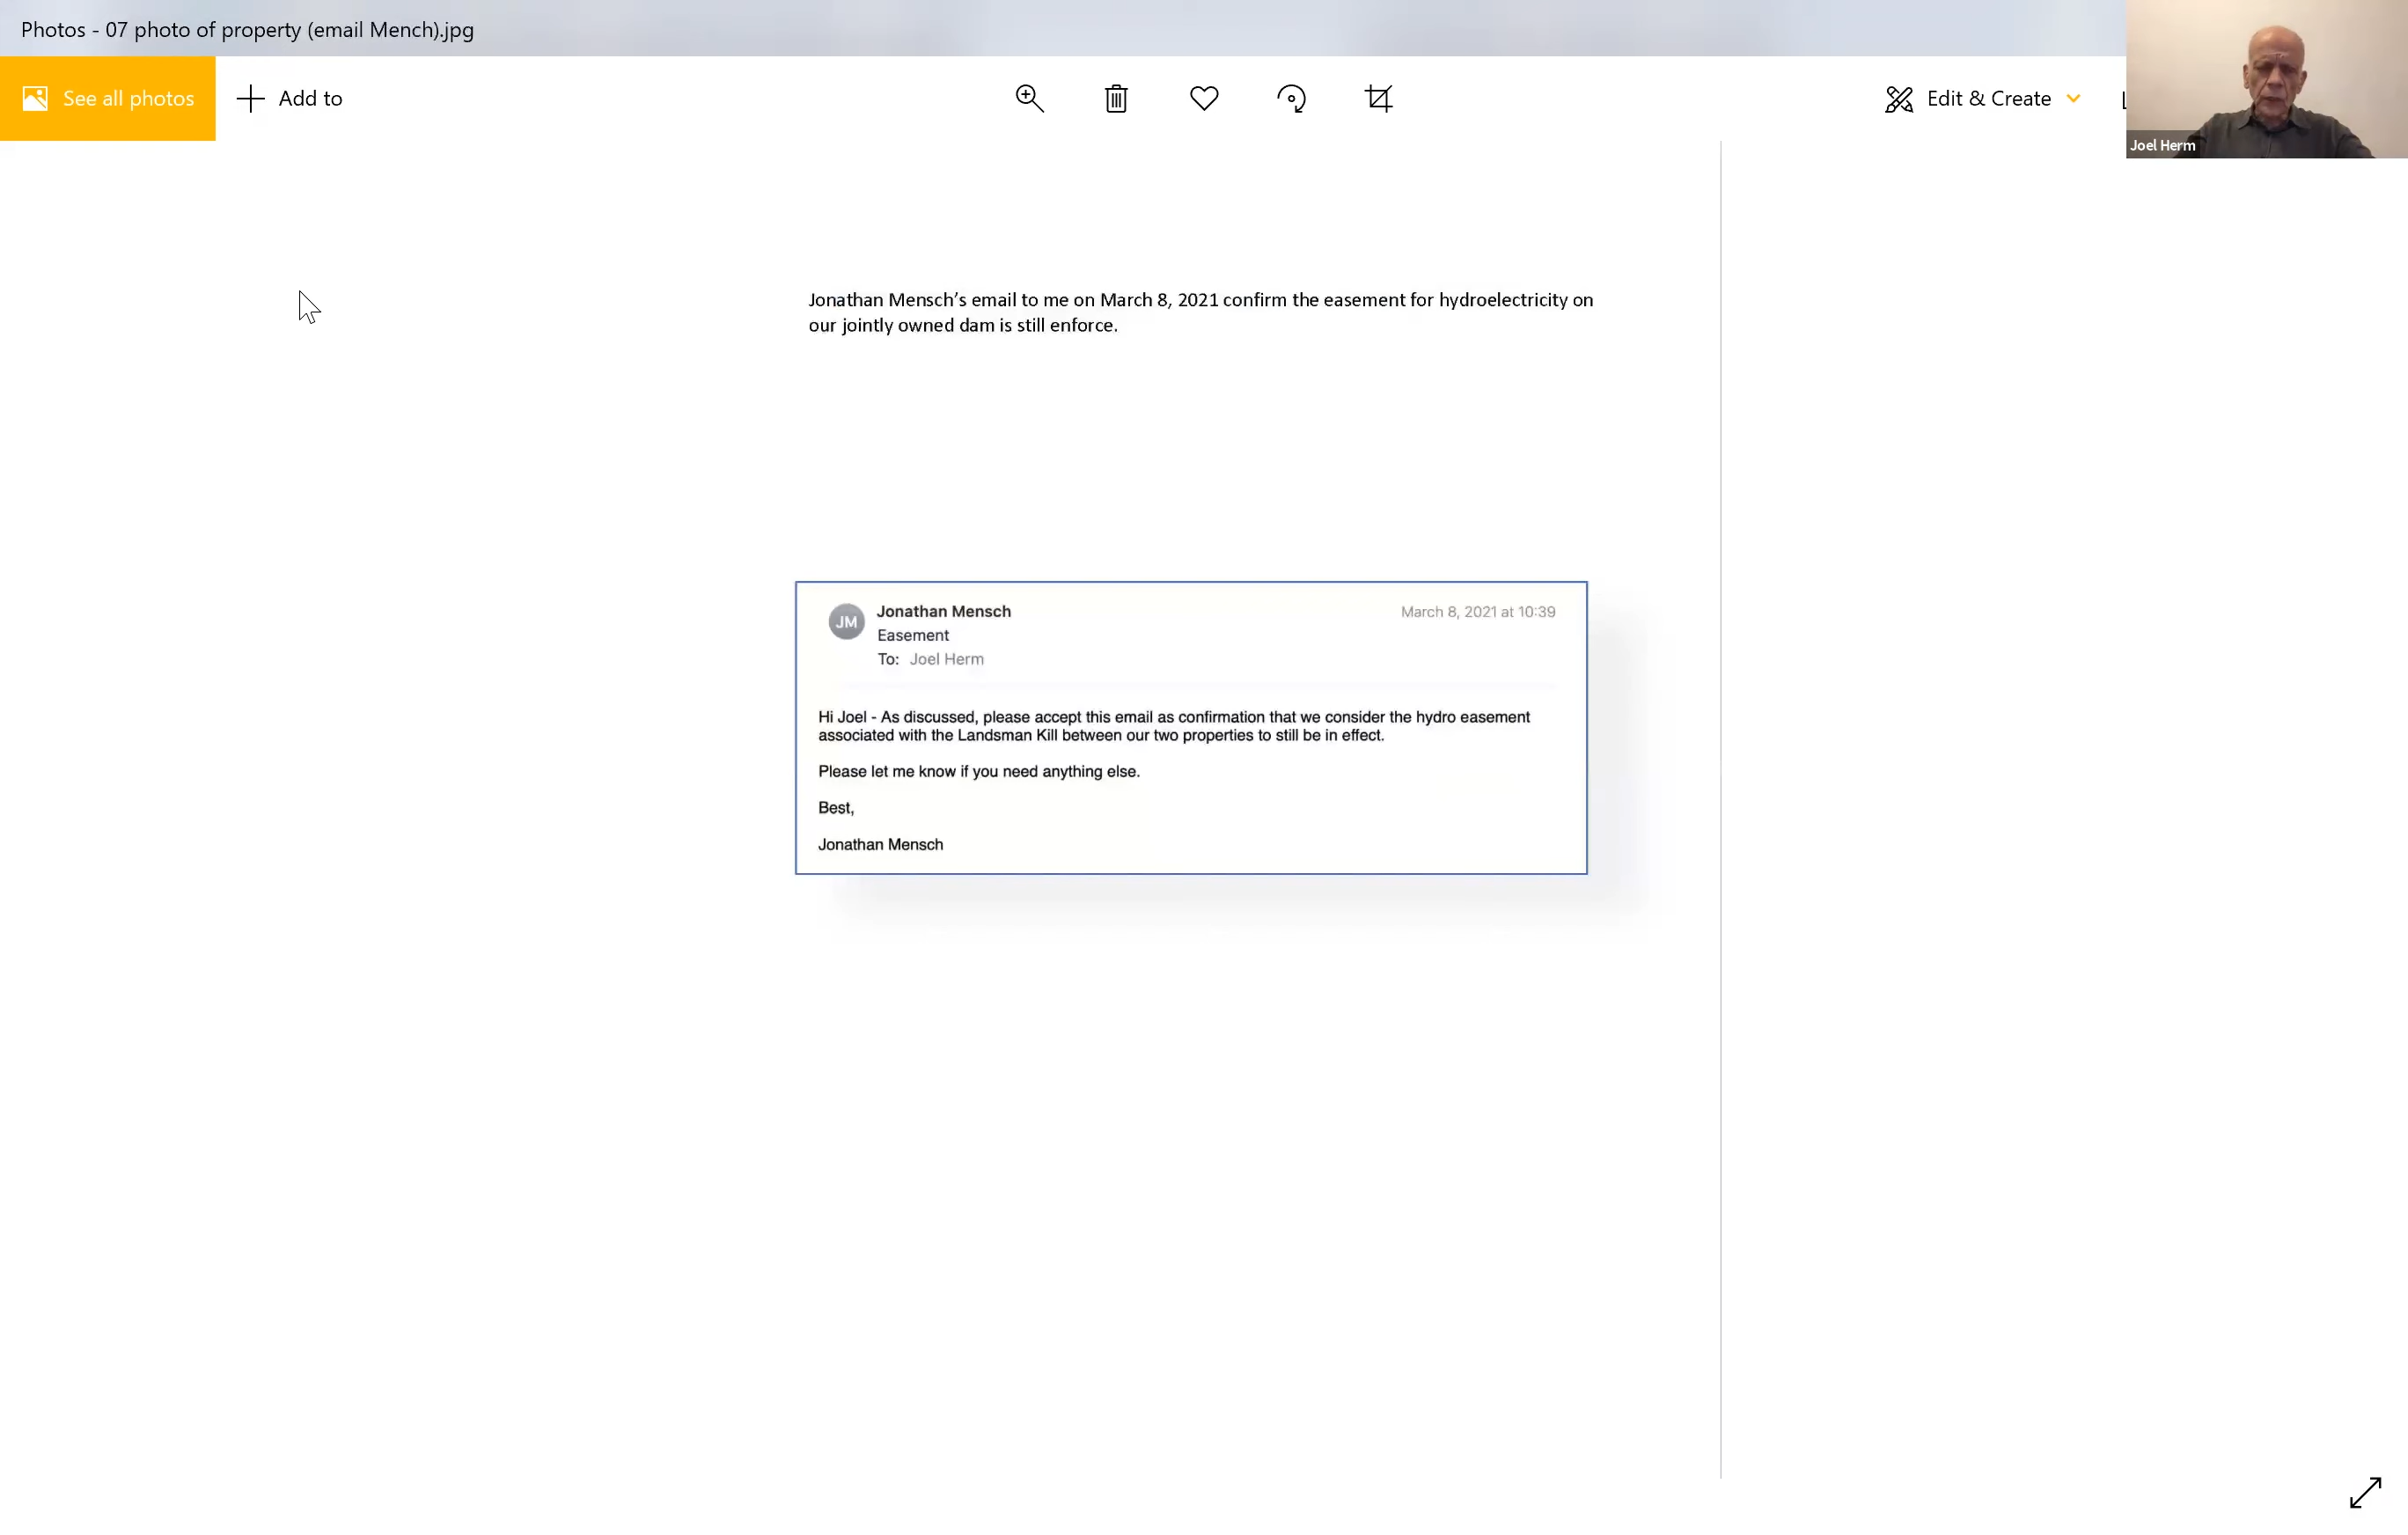 Photos - 07 photo of property (email Mench).jpg
See all photos
Add to
Edit & Create
Joel Herm
Jonathan Mensch’s email to me on March 8, 2021 confirm the easement for hydroelectricity on
our jointly owned dam is still enforce.
JM
Jonathan Mensch
March 8, 2021 at 10:39
Easement
To: Joel Herm
Hi Joel - As discussed, please accept this email as confirmation that we consider the hydro easement
associated with the Landsman Kill between our two properties to still be in effect.
Please let me know if you need anything else.
Best,
Jonathan Mensch